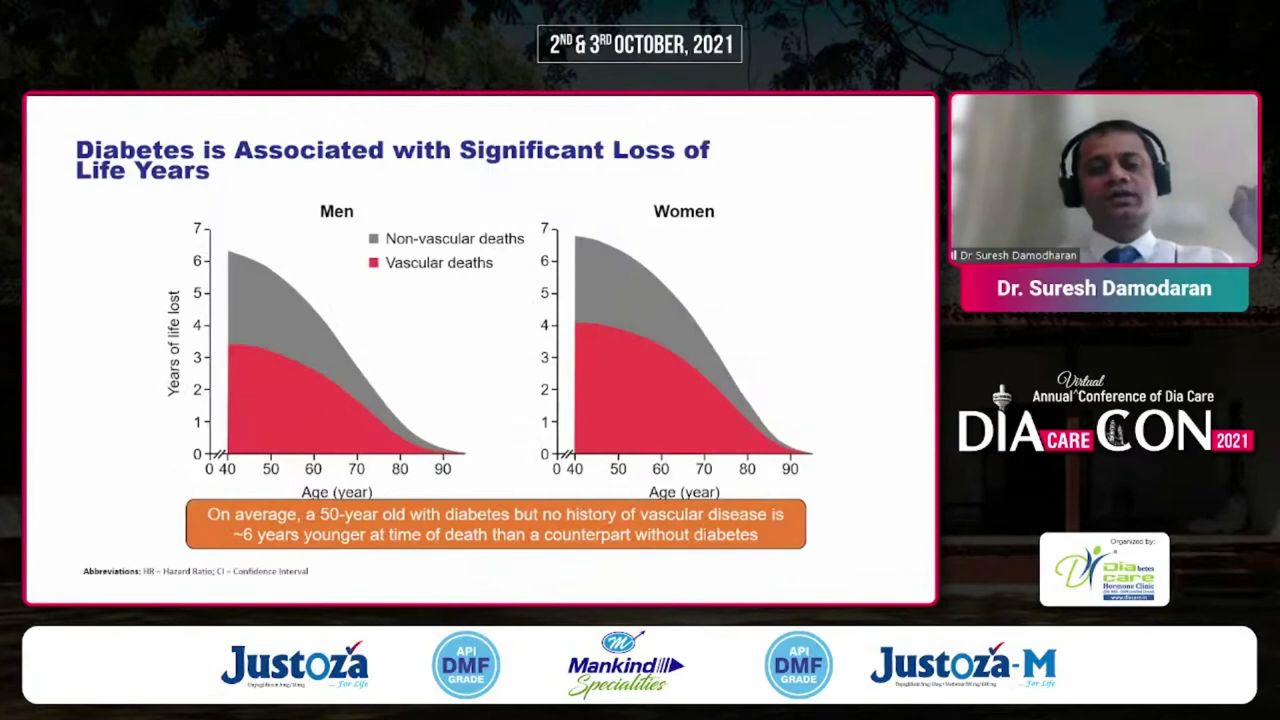 2ND & 3RD OCTOBER, 2021
Diabetes is Associated with Significant Loss of
Life Years
Men
Women
Non-vascular deaths
Vascular deaths
Years of life lost
7
6
5
4
3
2
1
0
0 40 50 60 70 80 90
Age (year)
7
6
5
4
3
2
1
0
0 40 50 60 70 80 90
Age (year)
On average, a 50-year old with diabetes but no history of vascular disease is
~6 years younger at time of death than a counterpart without diabetes
Abbreviations: HR – Hazard Ratio; CI – Confidence Interval
Dr Suresh Damodharan
Dr. Suresh Damodaran
Virtual
Annual ^ Conference of Dia Care
DIA CARE CON 2021
Organized by:
Diabetes
care
Hormone Clinic
Justoza
...For Life
API
DMF
GRADE
Mankind
Specialities
API
DMF
GRADE
Justoza-M
...For Life